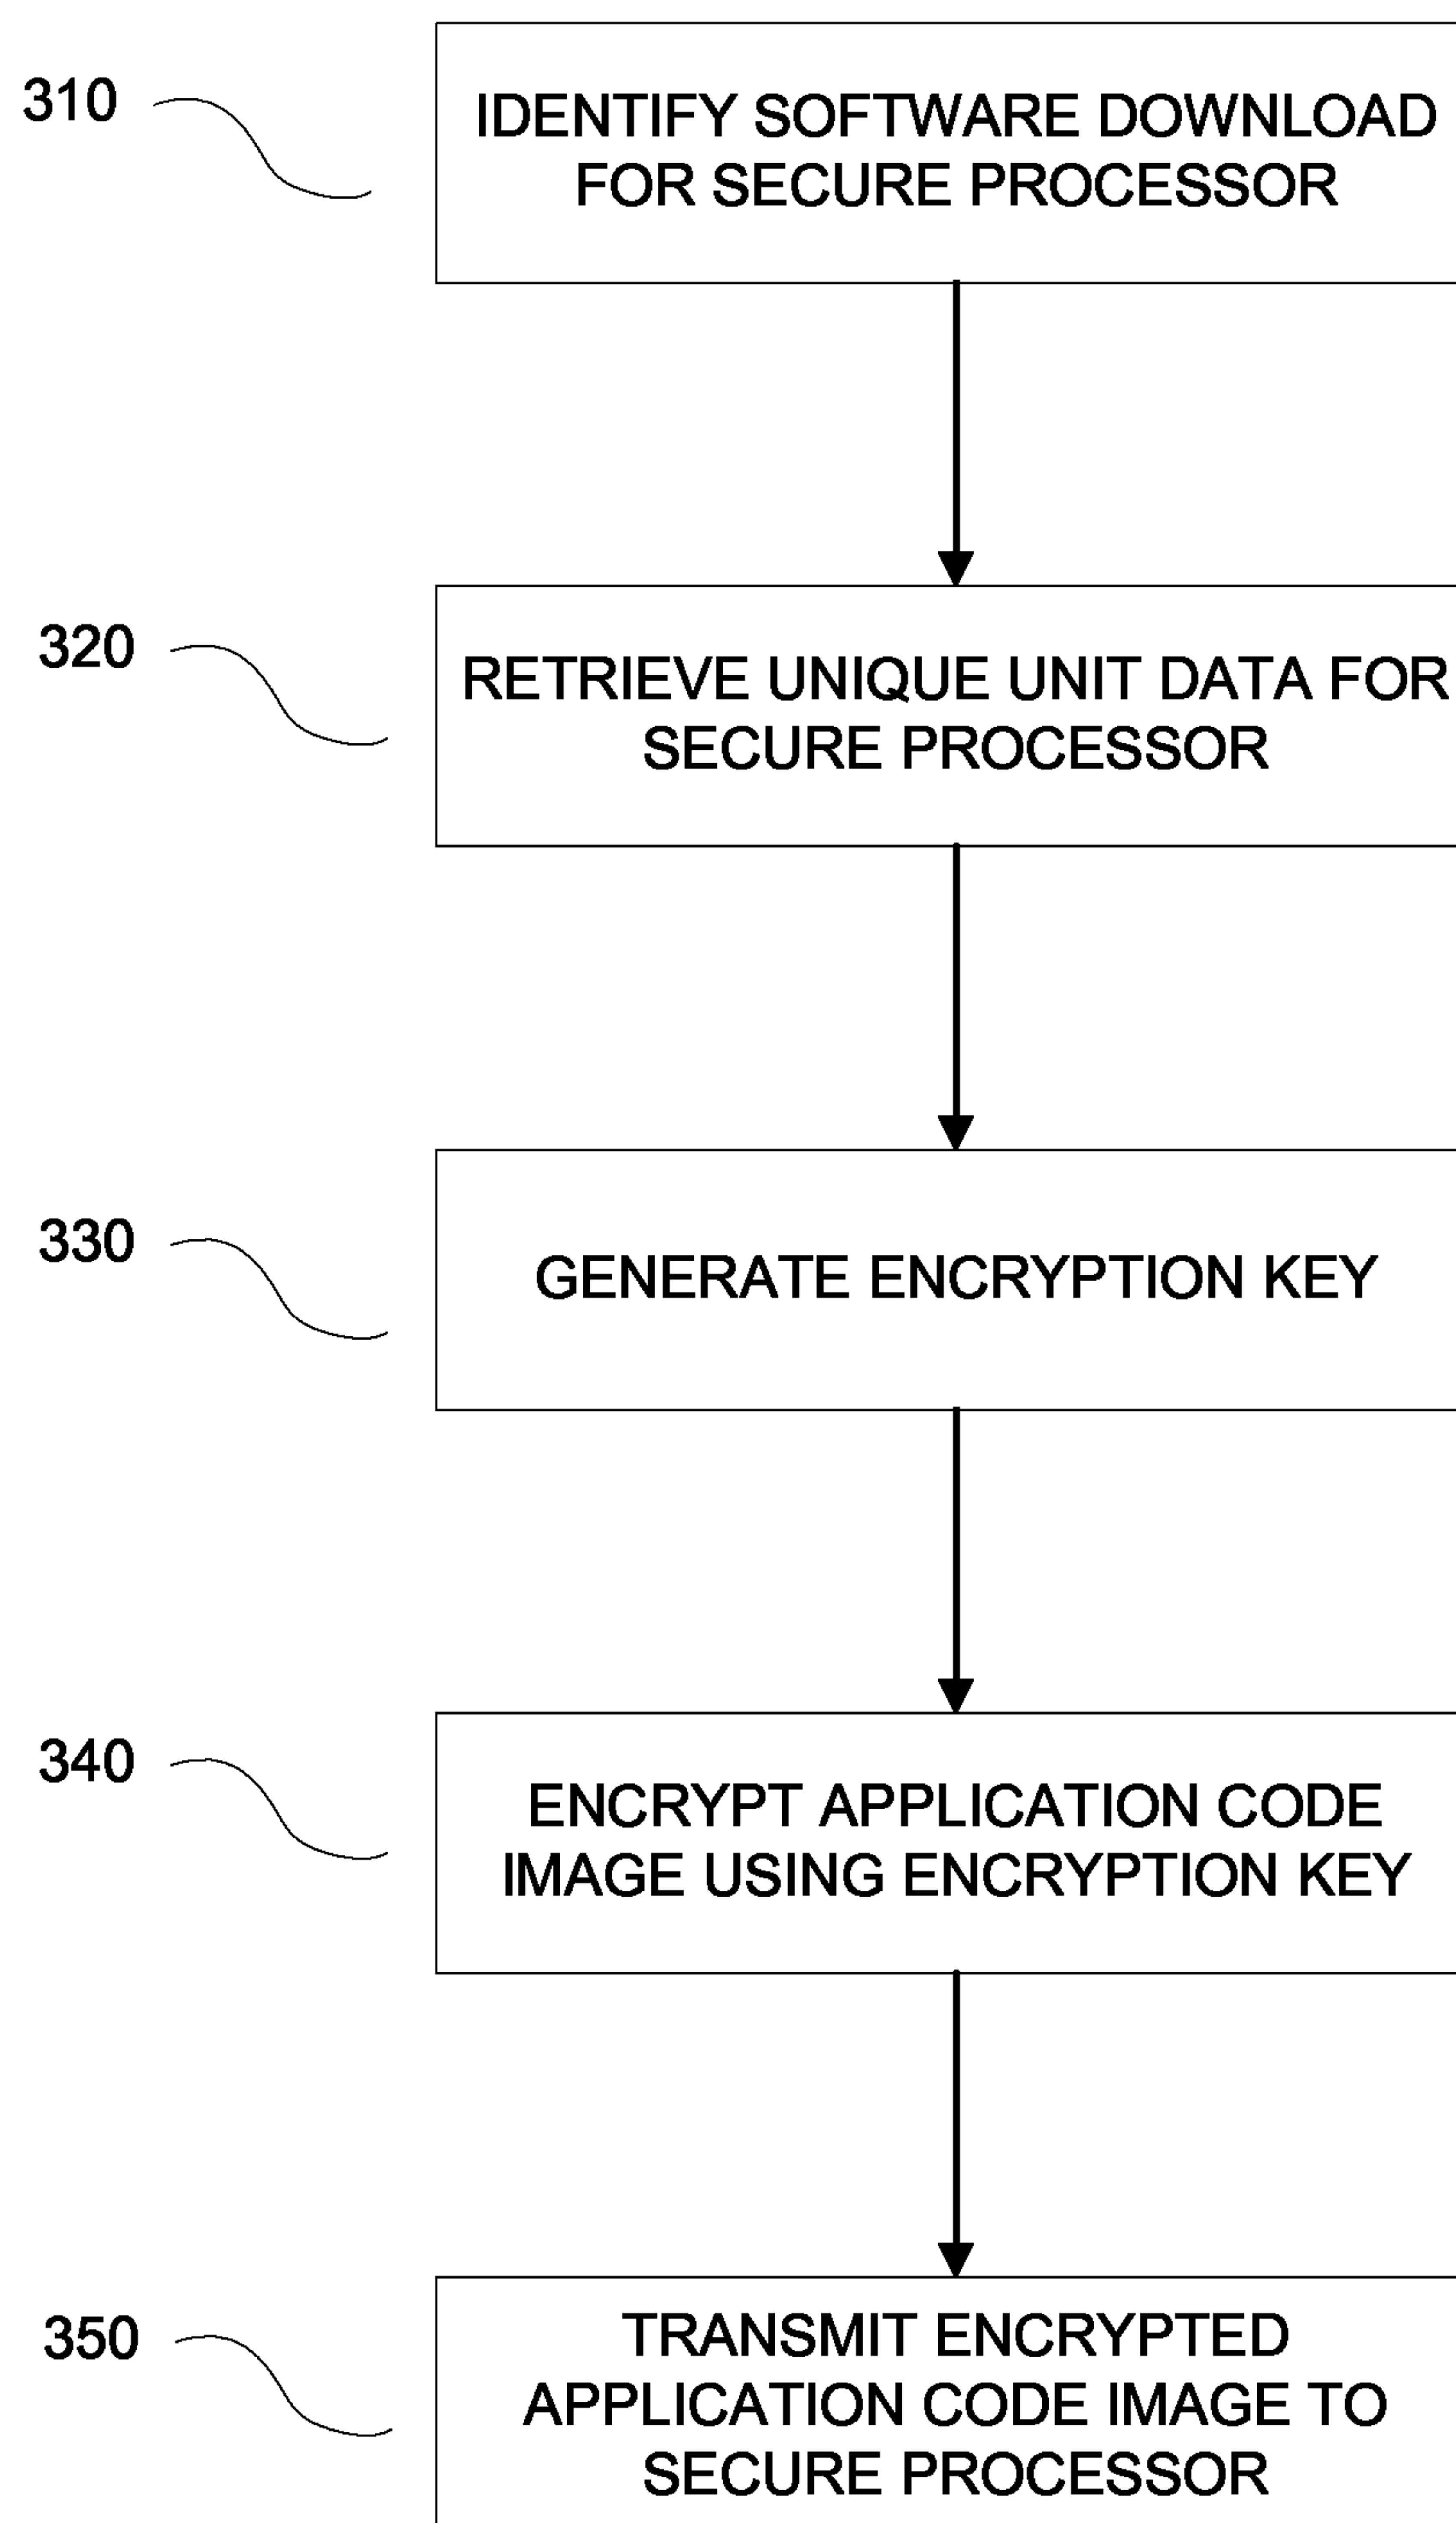 310
IDENTIFY SOFTWARE DOWNLOAD
FOR SECURE PROCESSOR
320
RETRIEVE UNIQUE UNIT DATA FOR
SECURE PROCESSOR
330
GENERATE ENCRYPTION KEY
340
ENCRYPT APPLICATION CODE
IMAGE USING ENCRYPTION KEY
350
TRANSMIT ENCRYPTED
APPLICATION CODE IMAGE TO
SECURE PROCESSOR